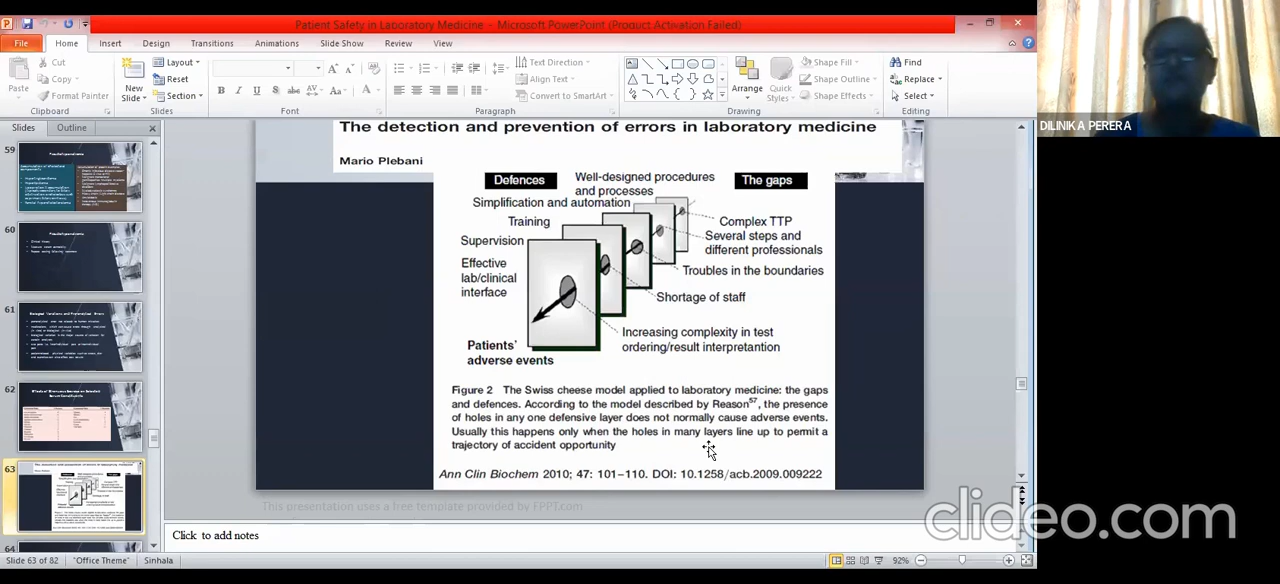 Patient Safety in Laboratory Medicine - Microsoft PowerPoint (Product Activation Failed)
File Home Insert Design Transitions Animations Slide Show Review View
Cut
Copy
Format Painter
Paste
Clipboard
New Slide
Layout
Reset
Section
Slides
Font
Paragraph
Text Direction
Align Text
Convert to SmartArt
Arrange
Quick Styles
Shape Fill
Shape Outline
Shape Effects
Drawing
Find
Replace
Select
Editing
DILINIKA PERERA
Slides Outline
59
60
61
62
63
64
The detection and prevention of errors in laboratory medicine
Mario Plebani
Defences
Well-designed procedures
and processes
The gaps
Simplification and automation
Training
Supervision
Effective
lab/clinical
interface
Patients'
adverse events
Complex TTP
Several steps and
different professionals
Troubles in the boundaries
Shortage of staff
Increasing complexity in test
ordering/result interpretantion
Figure 2 The Swiss cheese model applied to laboratory medicine: the gaps
and defences. According to the model described by Reason57, the presence
of holes in any one defensive layer does not normally cause adverse events.
Usually this happens only when the holes in many layers line up to permit a
trajectory of accident opportunity
Ann Clin Biochem 2010; 47: 101–110. DOI: 10.1258/acb.2009.009222
This presentation uses a free template provided by FPPT.com
Click to add notes
clideo.com
Slide 63 of 82 "Office Theme" Sinhala 92%